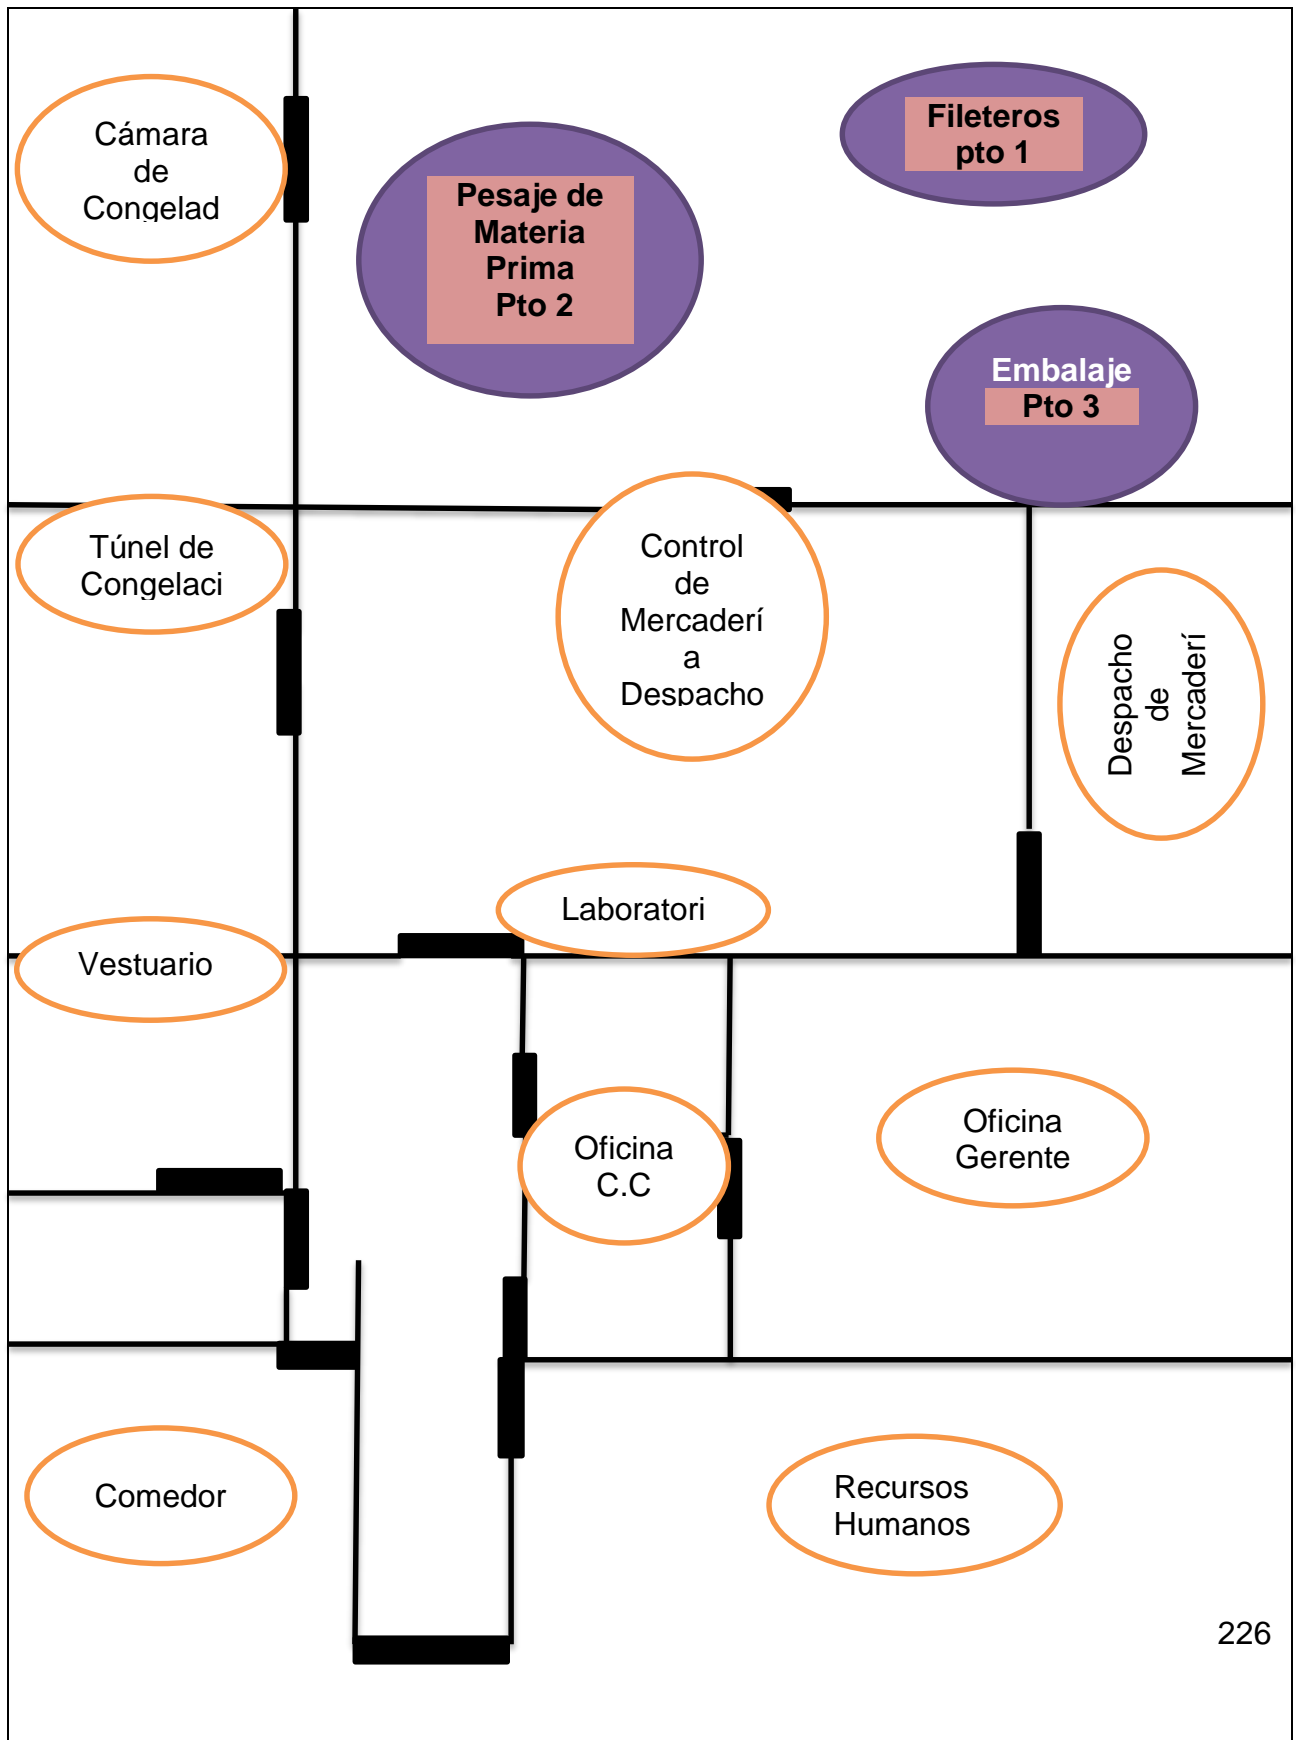 Cámara
de
Congelad
Fileteros
pto 1
Pesaje de
Materia
Prima
Pto 2
Embalaje
Pto 3
Túnel de
Congelaci
Control
de
Mercaderí
a
Despacho
Despacho
de
Mercaderí
Laboratori
Vestuario
Oficina
C.C
Oficina
Gerente
Comedor
Recursos
Humanos
226